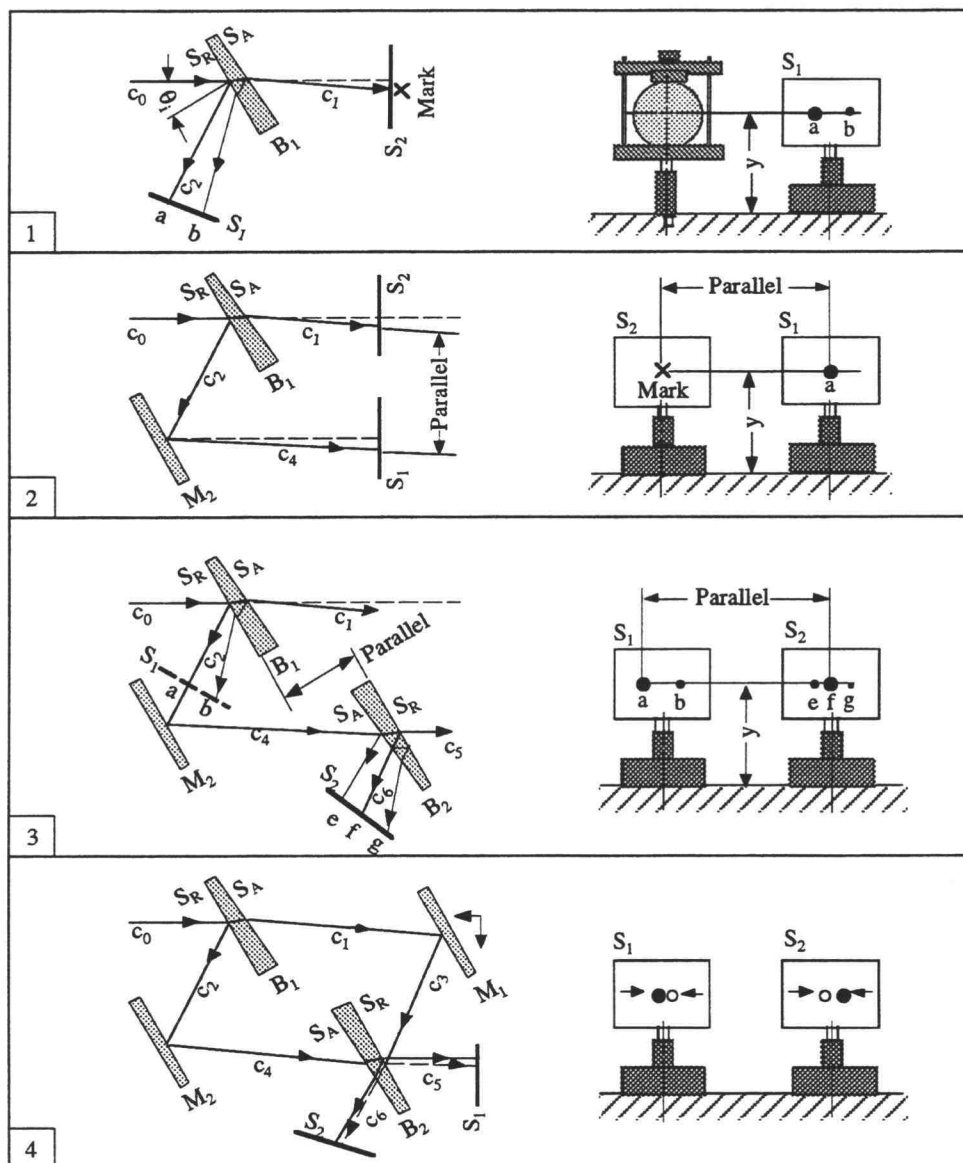 S_R S_A
c_0 θ_i c_1 Mark
B_1 S_2
c_2
a b S_1
S_1
a b
y
1
S_R S_A S_2
c_0 c_1
c_2 B_1 Parallel
c_4
M_2 S_1
Parallel
S_2 S_1
Mark a
y
2
S_R S_A
c_0 c_1
S_1 c_2 B_1 Parallel
a b S_A S_R
c_4 c_5
M_2 S_2 c_6 B_2
e f g
Parallel
S_1 S_2
a b e f g
y
3
S_R S_A
c_0 c_1
c_2 B_1 c_3 M_1
S_A S_R
M_2 c_4 c_5
S_2 c_6 B_2 S_1
S_1 S_2
4